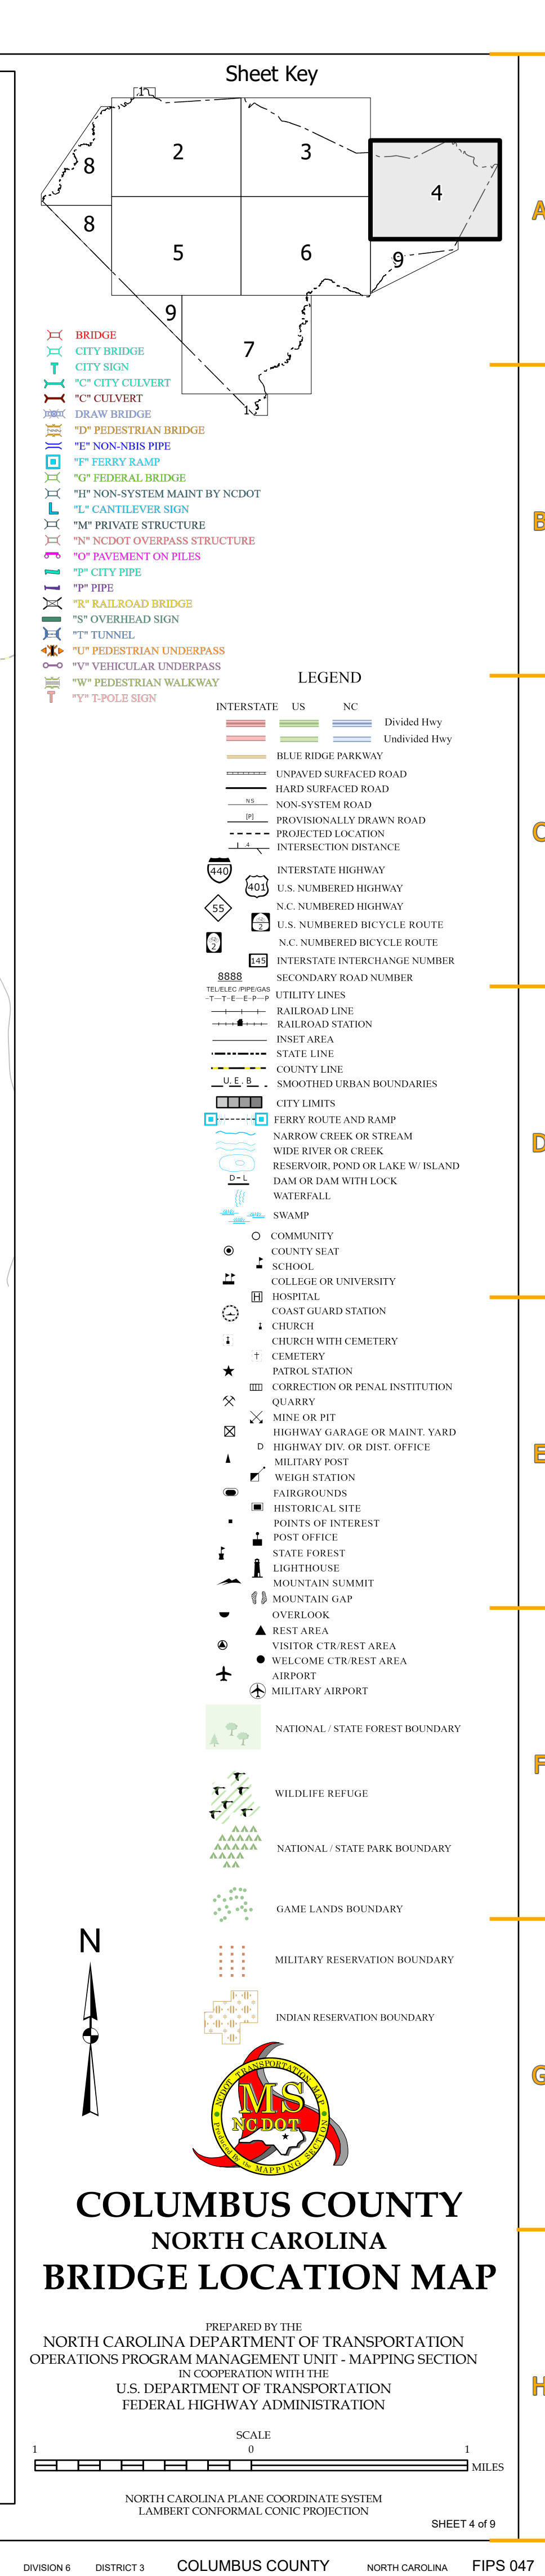 Sheet Key
1
8
2
3
4
8
5
6
9
9
7
1
A
BRIDGE
CITY BRIDGE
CITY SIGN
"C" CITY CULVERT
"C" CULVERT
DRAW BRIDGE
"D" PEDESTRIAN BRIDGE
"E" NON-NBIS PIPE
"F" FERRY RAMP
"G" FEDERAL BRIDGE
"H" NON-SYSTEM MAINT BY NCDOT
"L" CANTILEVER SIGN
"M" PRIVATE STRUCTURE
"N" NCDOT OVERPASS STRUCTURE
"O" PAVEMENT ON PILES
"P" CITY PIPE
"P" PIPE
"R" RAILROAD BRIDGE
"S" OVERHEAD SIGN
"T" TUNNEL
"U" PEDESTRIAN UNDERPASS
"V" VEHICULAR UNDERPASS
"W" PEDESTRIAN WALKWAY
"Y" T-POLE SIGN
B
LEGEND
INTERSTATE US NC
Divided Hwy
Undivided Hwy
BLUE RIDGE PARKWAY
UNPAVED SURFACED ROAD
HARD SURFACED ROAD
NS NON-SYSTEM ROAD
[P] PROVISIONALLY DRAWN ROAD
PROJECTED LOCATION
.4 INTERSECTION DISTANCE
C
440 INTERSTATE HIGHWAY
401 U.S. NUMBERED HIGHWAY
55 N.C. NUMBERED HIGHWAY
2 U.S. NUMBERED BICYCLE ROUTE
2 N.C. NUMBERED BICYCLE ROUTE
145 INTERSTATE INTERCHANGE NUMBER
8888 SECONDARY ROAD NUMBER
TEL/ELEC /PIPE/GAS
-T-T-E-E-P-P UTILITY LINES
RAILROAD LINE
RAILROAD STATION
INSET AREA
STATE LINE
COUNTY LINE
U.E.B SMOOTHED URBAN BOUNDARIES
CITY LIMITS
FERRY ROUTE AND RAMP
NARROW CREEK OR STREAM
WIDE RIVER OR CREEK
RESERVOIR, POND OR LAKE W/ ISLAND
D-L DAM OR DAM WITH LOCK
WATERFALL
SWAMP
D
COMMUNITY
COUNTY SEAT
SCHOOL
COLLEGE OR UNIVERSITY
H HOSPITAL
COAST GUARD STATION
CHURCH
CHURCH WITH CEMETERY
CEMETERY
PATROL STATION
CORRECTION OR PENAL INSTITUTION
QUARRY
MINE OR PIT
HIGHWAY GARAGE OR MAINT. YARD
D HIGHWAY DIV. OR DIST. OFFICE
MILITARY POST
WEIGH STATION
FAIRGROUNDS
HISTORICAL SITE
POINTS OF INTEREST
POST OFFICE
STATE FOREST
LIGHTHOUSE
MOUNTAIN SUMMIT
MOUNTAIN GAP
OVERLOOK
REST AREA
VISITOR CTR/REST AREA
WELCOME CTR/REST AREA
AIRPORT
MILITARY AIRPORT
E
NATIONAL / STATE FOREST BOUNDARY
WILDLIFE REFUGE
NATIONAL / STATE PARK BOUNDARY
GAME LANDS BOUNDARY
MILITARY RESERVATION BOUNDARY
INDIAN RESERVATION BOUNDARY
F
N
NCDOT TRANSPORTATION MAP
MS
NC DOT
Produced By the MAPPING SECTION
G
COLUMBUS COUNTY
NORTH CAROLINA
BRIDGE LOCATION MAP
PREPARED BY THE
NORTH CAROLINA DEPARTMENT OF TRANSPORTATION
OPERATIONS PROGRAM MANAGEMENT UNIT - MAPPING SECTION
IN COOPERATION WITH THE
U.S. DEPARTMENT OF TRANSPORTATION
FEDERAL HIGHWAY ADMINISTRATION
H
SCALE
1 0 1
MILES
NORTH CAROLINA PLANE COORDINATE SYSTEM
LAMBERT CONFORMAL CONIC PROJECTION
SHEET 4 of 9
DIVISION 6 DISTRICT 3 COLUMBUS COUNTY NORTH CAROLINA FIPS 047